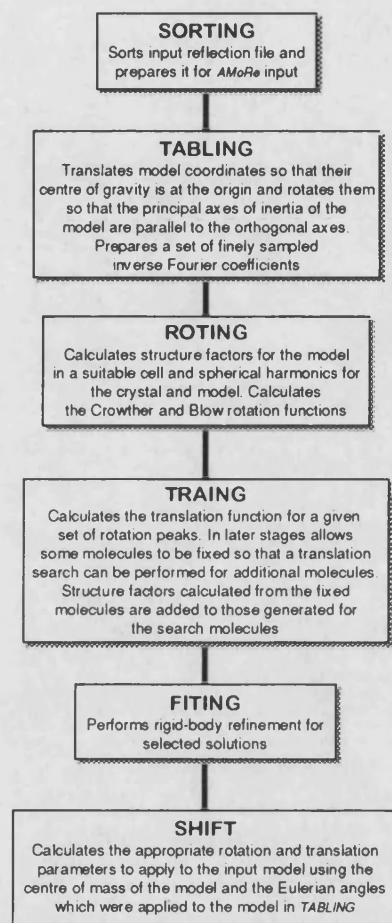 SORTING
Sorts input reflection file and
prepares it for AMoRe input
TABLING
Translates model coordinates so that their
centre of gravity is at the origin and rotates them
so that the principal axes of inertia of the
model are parallel to the orthogonal axes.
Prepares a set of finely sampled
inverse Fourier coefficients
ROTING
Calculates structure factors for the model
in a suitable cell and spherical harmonics for
the crystal and model. Calculates
the Crowther and Blow rotation functions
TRAING
Calculates the translation function for a given
set of rotation peaks. In later stages allows
some molecules to be fixed so that a translation
search can be performed for additional molecules.
Structure factors calculated from the fixed
molecules are added to those generated for
the search molecules
FITING
Performs rigid-body refinement for
selected solutions
SHIFT
Calculates the appropriate rotation and translation
parameters to apply to the input model using the
centre of mass of the model and the Eulerian angles
which were applied to the model in TABLING